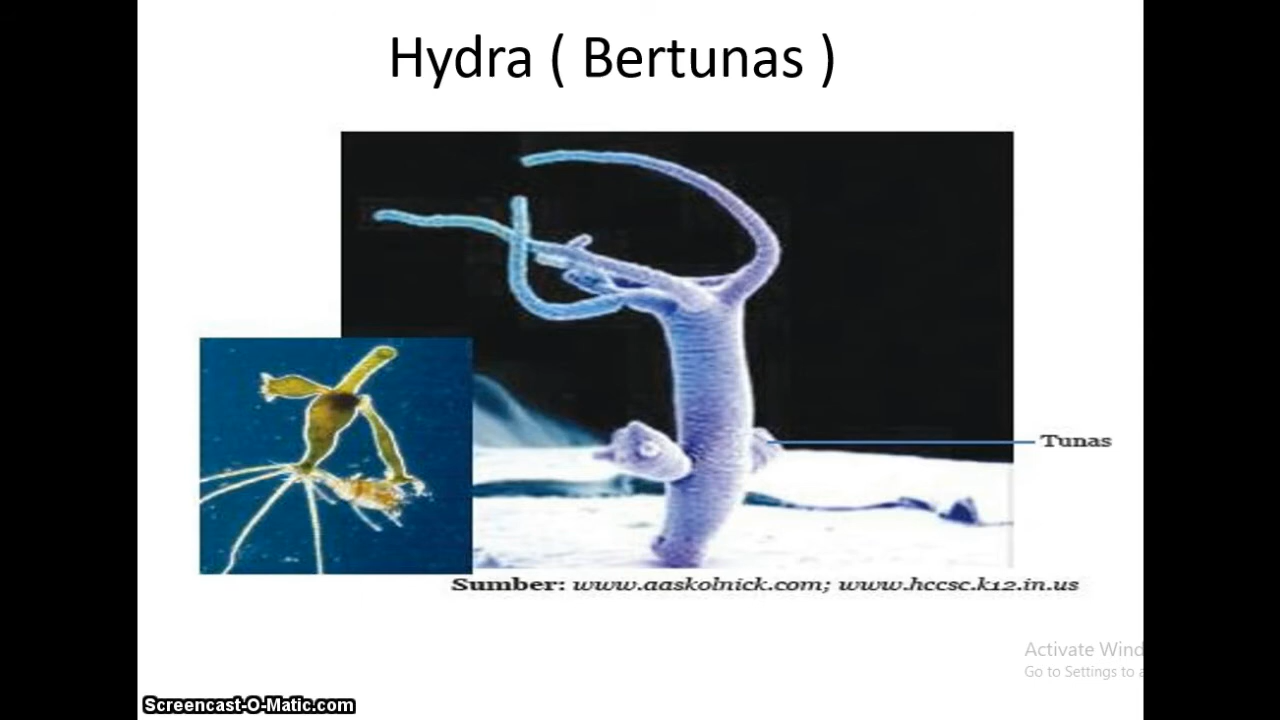 Hydra ( Bertunas )
Tunas
Sumber: www.aaskolnick.com; www.hccsc.k12.in.us
Activate Wind
Go to Settings to a
Screencast-O-Matic.com